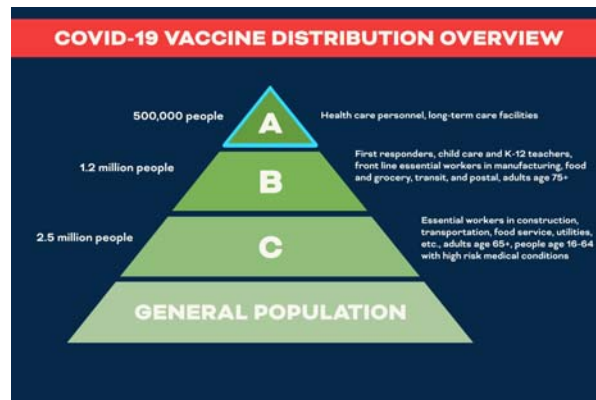 COVID-19 VACCINE DISTRIBUTION OVERVIEW
500,000 people
A
Health care personnel, long-term care facilities
1.2 million people
B
First responders, child care and K-12 teachers,
front line essential workers in manufacturing, food
and grocery, transit, and postal, adults age 75+
2.5 million people
C
Essential workers in construction,
transportation, food service, utilities,
etc., adults age 65+, people age 16-64
with high risk medical conditions
GENERAL POPULATION